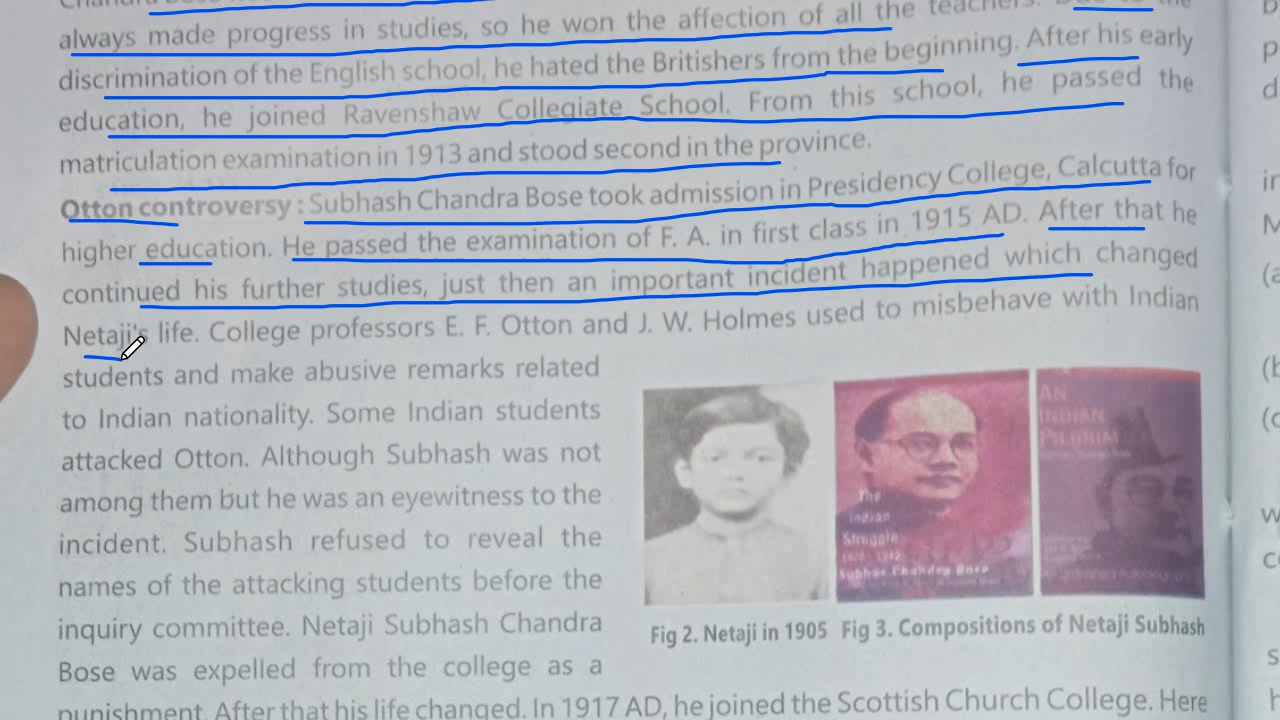 always made progress in studies, so he won the affection of all the teachers.
discrimination of the English school, he hated the Britishers from the beginning. After his early
education, he joined Ravenshaw Collegiate School. From this school, he passed the
matriculation examination in 1913 and stood second in the province.
Otton controversy : Subhash Chandra Bose took admission in Presidency College, Calcutta for
higher education. He passed the examination of F. A. in first class in 1915 AD. After that he
continued his further studies, just then an important incident happened which changed
Netaji's life. College professors E. F. Otton and J. W. Holmes used to misbehave with Indian
students and make abusive remarks related
to Indian nationality. Some Indian students
attacked Otton. Although Subhash was not
among them but he was an eyewitness to the
incident. Subhash refused to reveal the
names of the attacking students before the
inquiry committee. Netaji Subhash Chandra
Bose was expelled from the college as a
punishment. After that his life changed. In 1917 AD, he joined the Scottish Church College. Here
The
Indian
Struggle
Subhas Chandra Bose
AN
INDIAN
PILGRIM
Fig 2. Netaji in 1905
Fig 3. Compositions of Netaji Subhash